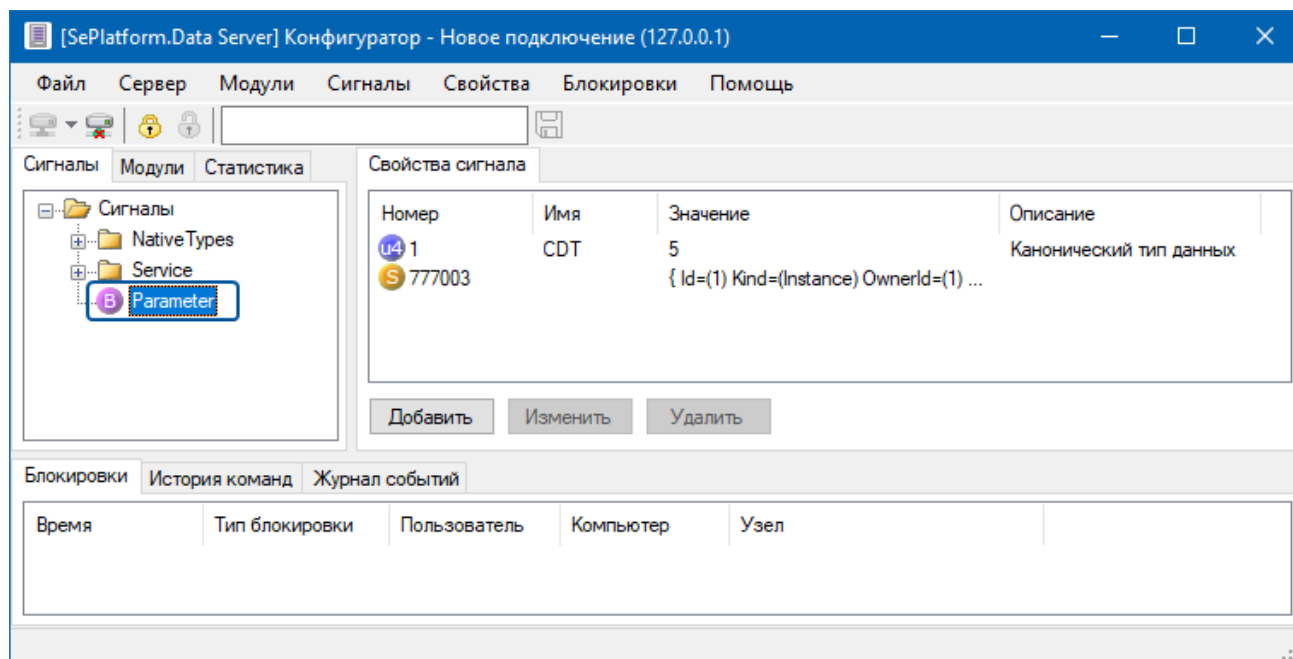 [SePlatform.Data Server] Конфигуратор - Новое подключение (127.0.0.1)
Файл Сервер Модули Сигналы Свойства Блокировки Помощь
Сигналы Модули Статистика Свойства сигнала
Сигналы
NativeTypes
Service
B Parameter
Номер Имя Значение Описание
u4 1 CDT 5 Канонический тип данных
S 777003 { Id=(1) Kind=(Instance) OwnerId=(1) ...
Добавить Изменить Удалить
Блокировки История команд Журнал событий
Время Тип блокировки Пользователь Компьютер Узел